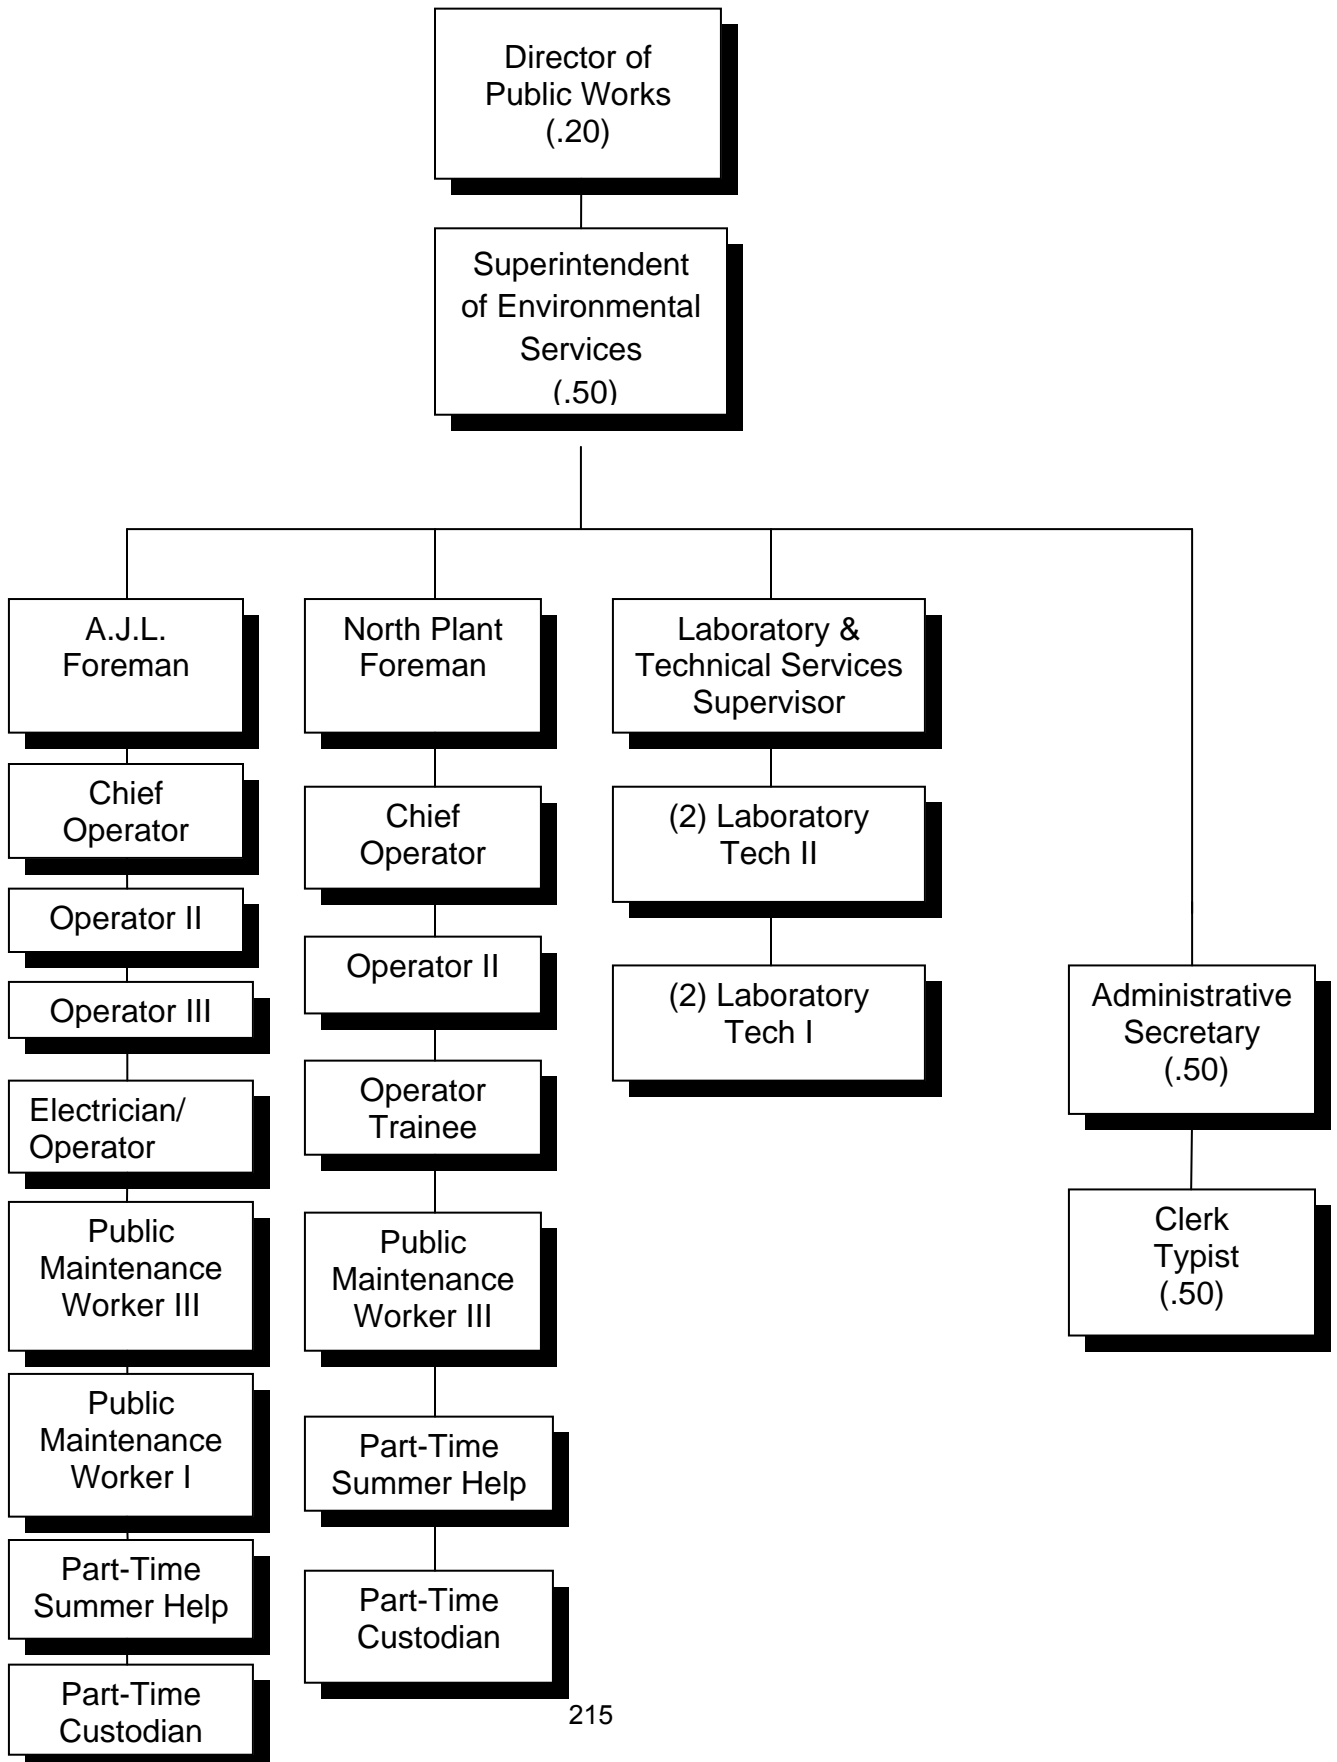 Director of
Public Works
(.20)
Superintendent
of Environmental
Services
(.50)
A.J.L.
Foreman
Chief
Operator
Operator II
Operator III
Electrician/
Operator
Public
Maintenance
Worker III
Public
Maintenance
Worker I
Part-Time
Summer Help
Part-Time
Custodian
North Plant
Foreman
Chief
Operator
Operator II
Operator
Trainee
Public
Maintenance
Worker III
Part-Time
Summer Help
Part-Time
Custodian
Laboratory &
Technical Services
Supervisor
(2) Laboratory
Tech II
(2) Laboratory
Tech I
Administrative
Secretary
(.50)
Clerk
Typist
(.50)
215